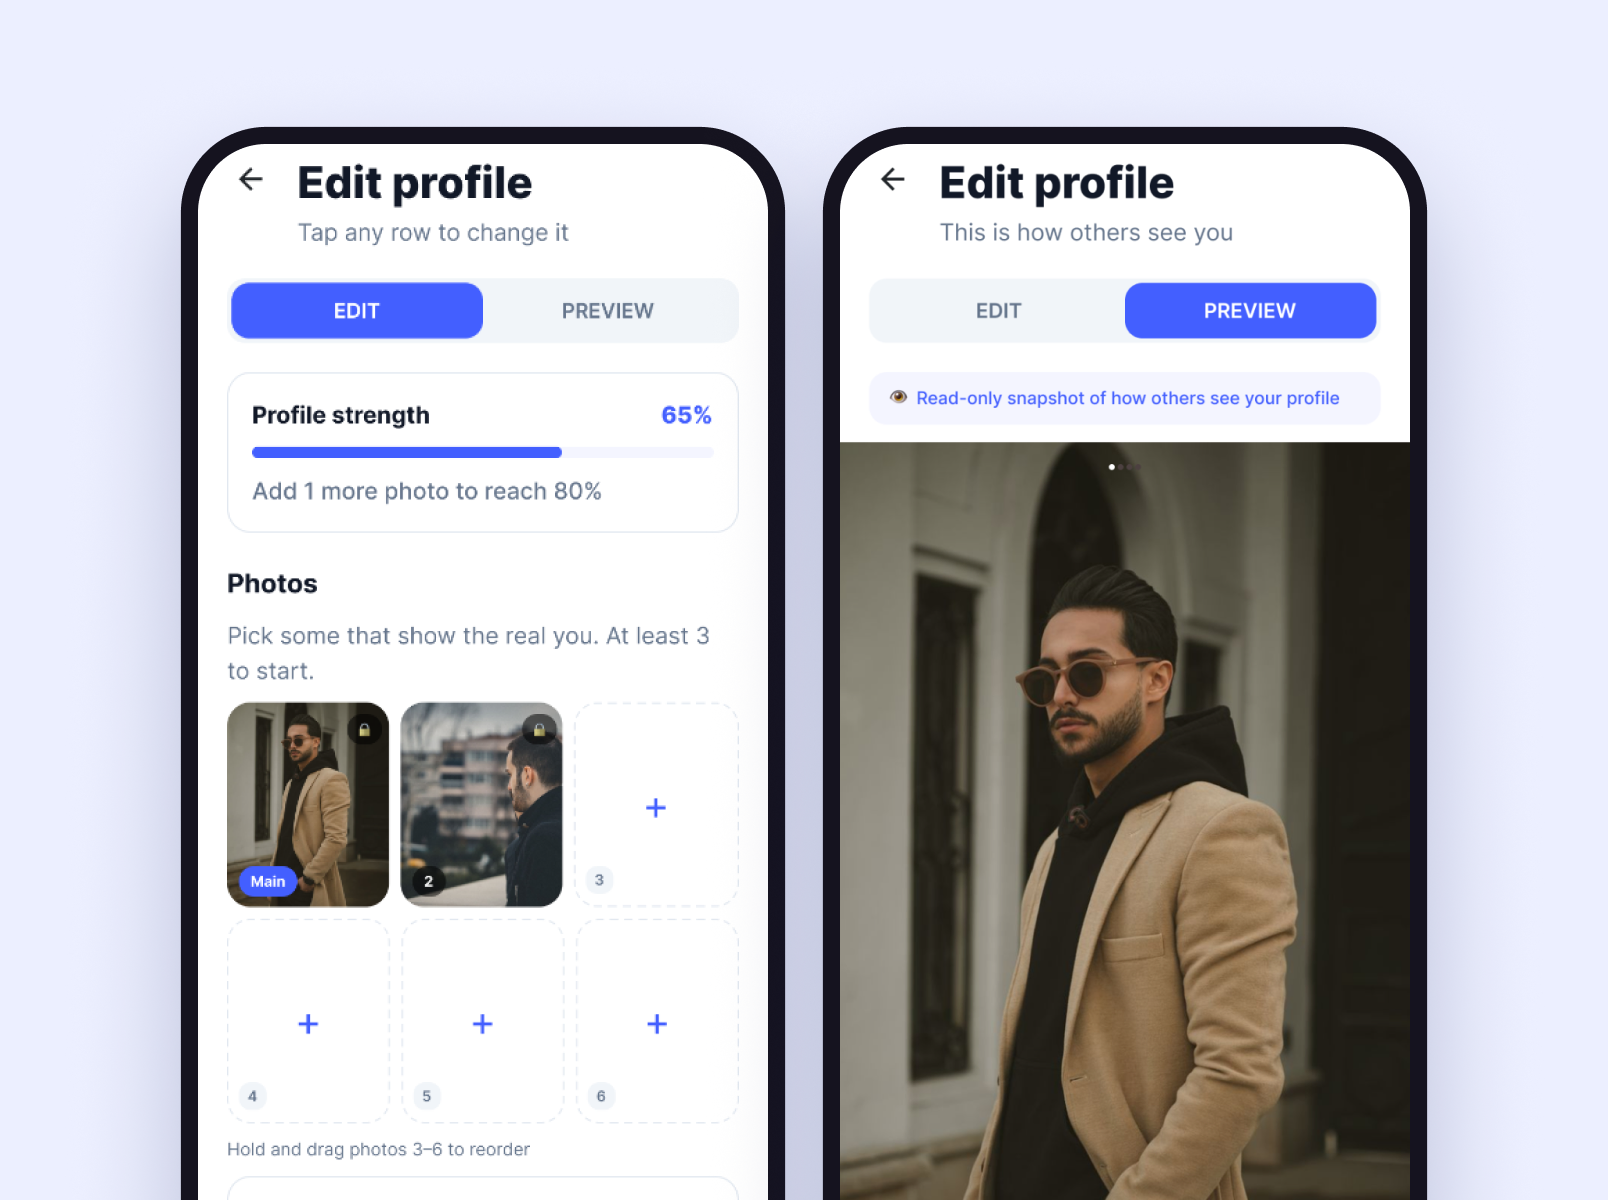 Edit profile
Tap any row to change it
EDIT
PREVIEW
Profile strength
65%
Add 1 more photo to reach 80%
Photos
Pick some that show the real you. At least 3
to start.
Main
2
3
4
5
6
Hold and drag photos 3–6 to reorder
Edit profile
This is how others see you
EDIT
PREVIEW
Read-only snapshot of how others see your profile